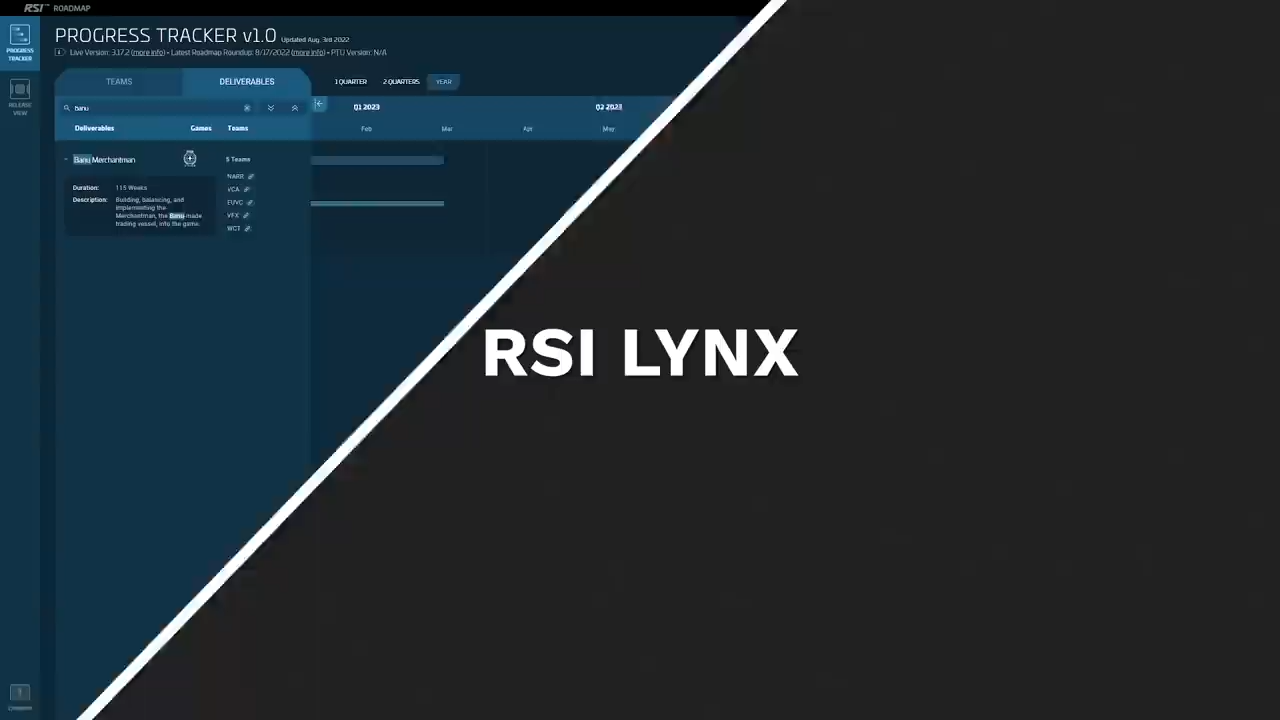 RSI ROADMAP
PROGRESS TRACKER v1.0 Updated Aug. 3rd 2022
Live Version: 3.17.2 (more info) • Latest Roadmap Roundup: 8/17/2022 (more info) • PTU Version: N/A
PROGRESS TRACKER
RELEASE VIEW
TEAMS
DELIVERABLES
1 QUARTER
2 QUARTERS
YEAR
banu
Q1 2023
Q2 2023
Deliverables
Games
Teams
Feb
Mar
Apr
May
Banu Merchantman
5 Teams
NARR
VCA
EUVC
VFX
WCT
Duration: 115 Weeks
Description: Building, balancing, and
implementing the
Merchantman, the Banu-made
trading vessel, into the game.
RSI LYNX